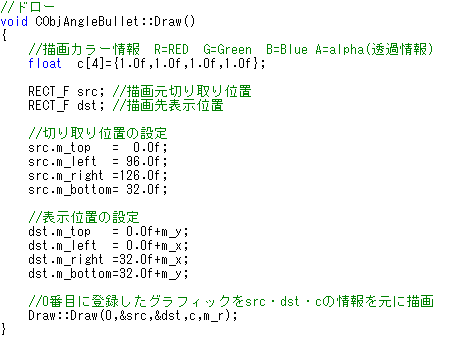 //ドロー
void CObjAngleBullet::Draw()
{
//描画カラー情報　R=RED　G=Green　B=Blue A=alpha(透過情報)
float  c[4]={1.0f,1.0f,1.0f,1.0f};
RECT_F src; //描画元切り取り位置
RECT_F dst; //描画先表示位置
//切り取り位置の設定
src.m_top   =  0.0f;
src.m_left  = 96.0f;
src.m_right =126.0f;
src.m_bottom= 32.0f;
//表示位置の設定
dst.m_top   = 0.0f+m_y;
dst.m_left  = 0.0f+m_x;
dst.m_right =32.0f+m_x;
dst.m_bottom=32.0f+m_y;
//0番目に登録したグラフィックをsrc・dst・cの情報を元に描画
Draw::Draw(0,&src,&dst,c,m_r);
}